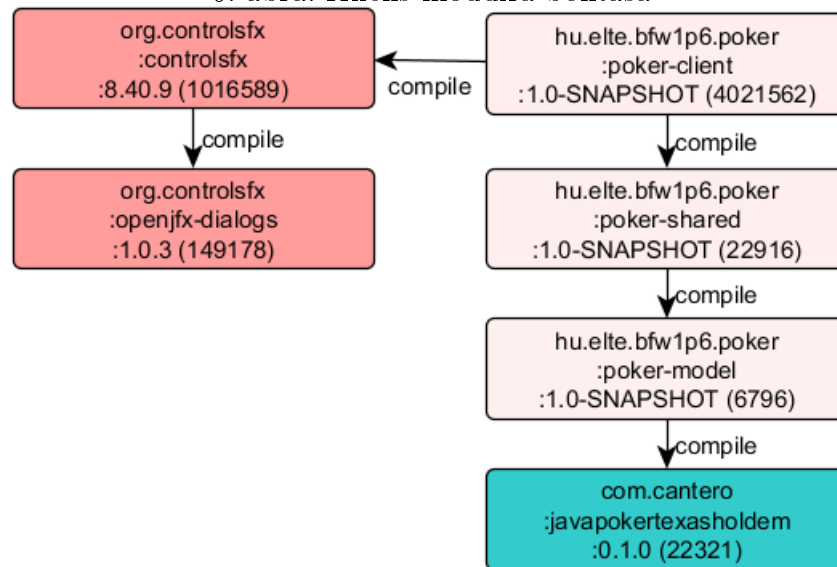 org.controlsfx
:controlsfx
:8.40.9 (1016589)
compile
hu.elte.bfw1p6.poker
:poker-client
:1.0-SNAPSHOT (4021562)
compile
compile
org.controlsfx
:openjfx-dialogs
:1.0.3 (149178)
hu.elte.bfw1p6.poker
:poker-shared
:1.0-SNAPSHOT (22916)
compile
hu.elte.bfw1p6.poker
:poker-model
:1.0-SNAPSHOT (6796)
compile
com.cantero
:javapokertexasholdem
:0.1.0 (22321)